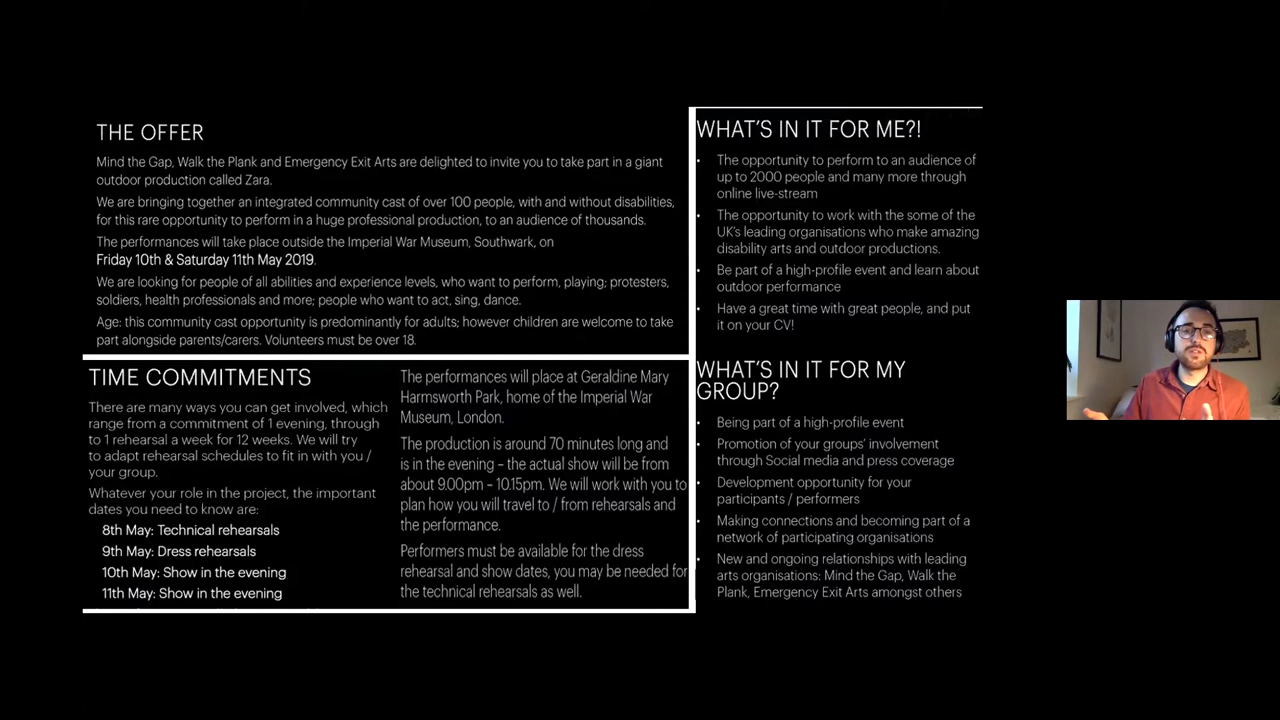 THE OFFER
Mind the Gap, Walk the Plank and Emergency Exit Arts are delighted to invite you to take part in a giant
outdoor production called Zara.
We are bringing together an integrated community cast of over 100 people, with and without disabilities,
for this rare opportunity to perform in a huge professional production, to an audience of thousands.
The performances will take place outside the Imperial War Museum, Southwark, on
Friday 10th & Saturday 11th May 2019.
We are looking for people of all abilities and experience levels, who want to perform, playing; protesters,
soldiers, health professionals and more; people who want to act, sing, dance.
Age: this community cast opportunity is predominantly for adults; however children are welcome to take
part alongside parents/carers. Volunteers must be over 18.
TIME COMMITMENTS
There are many ways you can get involved, which
range from a commitment of 1 evening, through
to 1 rehearsal a week for 12 weeks. We will try
to adapt rehearsal schedules to fit in with you /
your group.
Whatever your role in the project, the important
dates you need to know are:
8th May: Technical rehearsals
9th May: Dress rehearsals
10th May: Show in the evening
11th May: Show in the evening
The performances will place at Geraldine Mary
Harmsworth Park, home of the Imperial War
Museum, London.
The production is around 70 minutes long and
is in the evening – the actual show will be from
about 9.00pm – 10.15pm. We will work with you to
plan how you will travel to / from rehearsals and
the performance.
Performers must be available for the dress
rehearsal and show dates, you may be needed for
the technical rehearsals as well.
WHAT'S IN IT FOR ME?!
• The opportunity to perform to an audience of
up to 2000 people and many more through
online live-stream
• The opportunity to work with the some of the
UK's leading organisations who make amazing
disability arts and outdoor productions.
• Be part of a high-profile event and learn about
outdoor performance
• Have a great time with great people, and put
it on your CV!
WHAT'S IN IT FOR MY
GROUP?
• Being part of a high-profile event
• Promotion of your groups' involvement
through Social media and press coverage
• Development opportunity for your
participants / performers
• Making connections and becoming part of a
network of participating organisations
• New and ongoing relationships with leading
arts organisations: Mind the Gap, Walk the
Plank, Emergency Exit Arts amongst others